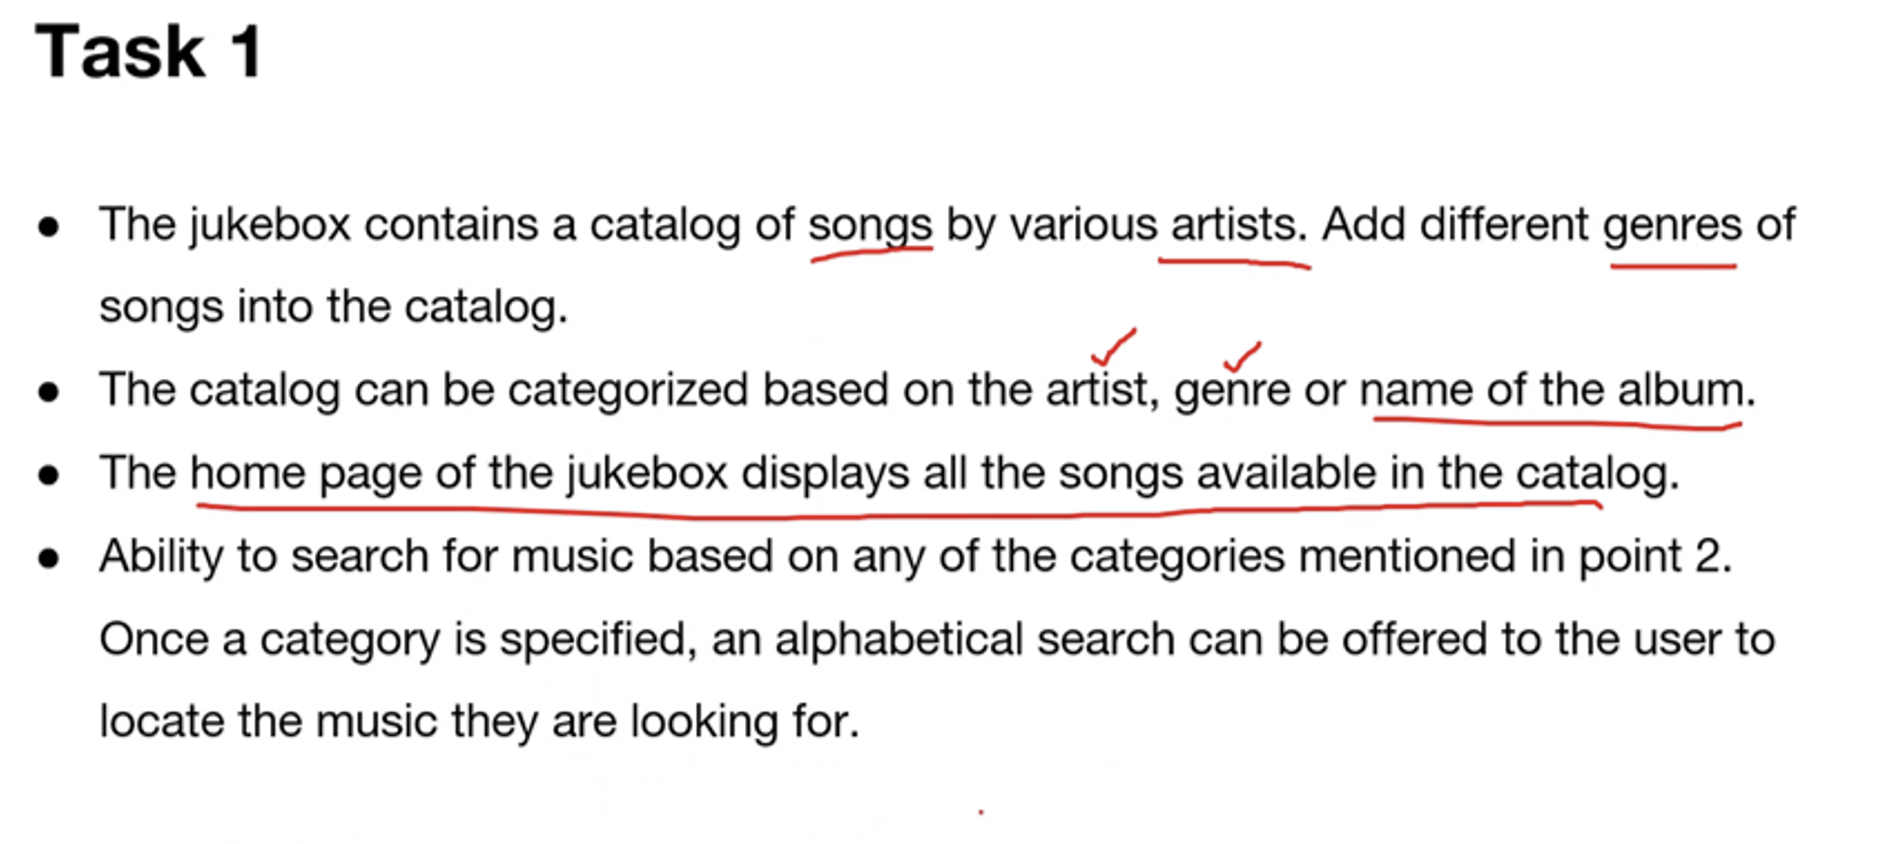 Task 1
● The jukebox contains a catalog of songs by various artists. Add different genres of
songs into the catalog.
● The catalog can be categorized based on the artist, genre or name of the album.
● The home page of the jukebox displays all the songs available in the catalog.
● Ability to search for music based on any of the categories mentioned in point 2.
Once a category is specified, an alphabetical search can be offered to the user to
locate the music they are looking for.